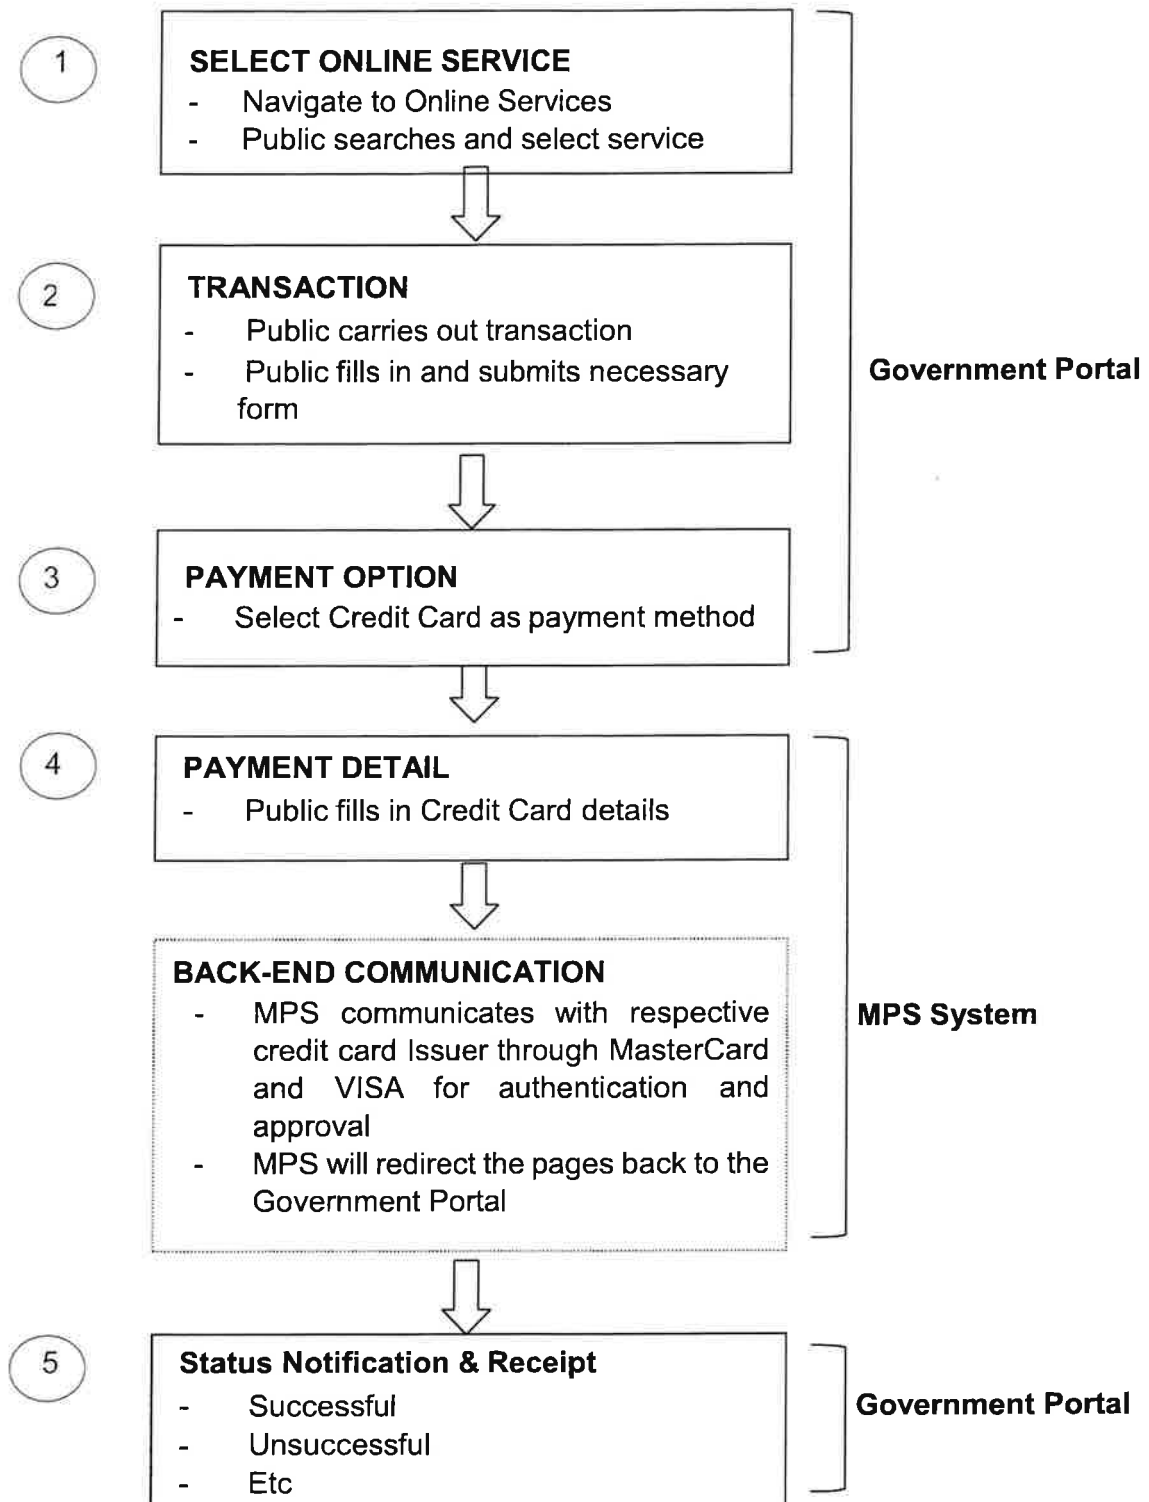 1
SELECT ONLINE SERVICE
- Navigate to Online Services
- Public searches and select service
2
TRANSACTION
- Public carries out transaction
- Public fills in and submits necessary
form
Government Portal
3
PAYMENT OPTION
- Select Credit Card as payment method
4
PAYMENT DETAIL
- Public fills in Credit Card details
BACK-END COMMUNICATION
- MPS communicates with respective
credit card Issuer through MasterCard
and VISA for authentication and
approval
- MPS will redirect the pages back to the
Government Portal
MPS System
5
Status Notification & Receipt
- Successful
- Unsuccessful
- Etc
Government Portal